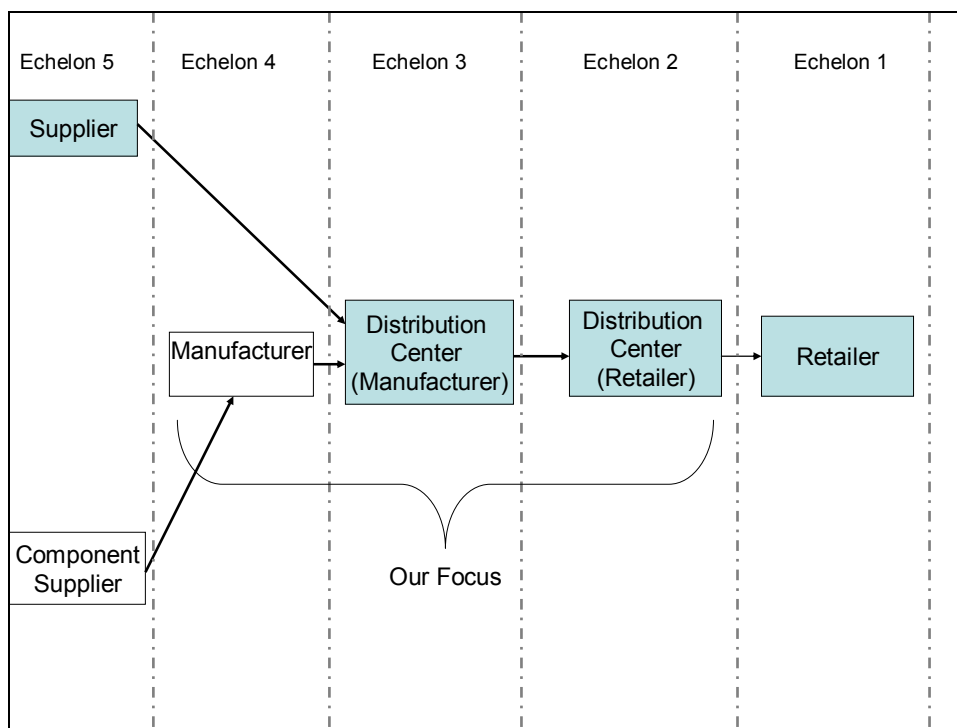 Echelon 5
Echelon 4
Echelon 3
Echelon 2
Echelon 1
Supplier
Manufacturer
Distribution
Center
(Manufacturer)
Distribution
Center
(Retailer)
Retailer
Component
Supplier
Our Focus